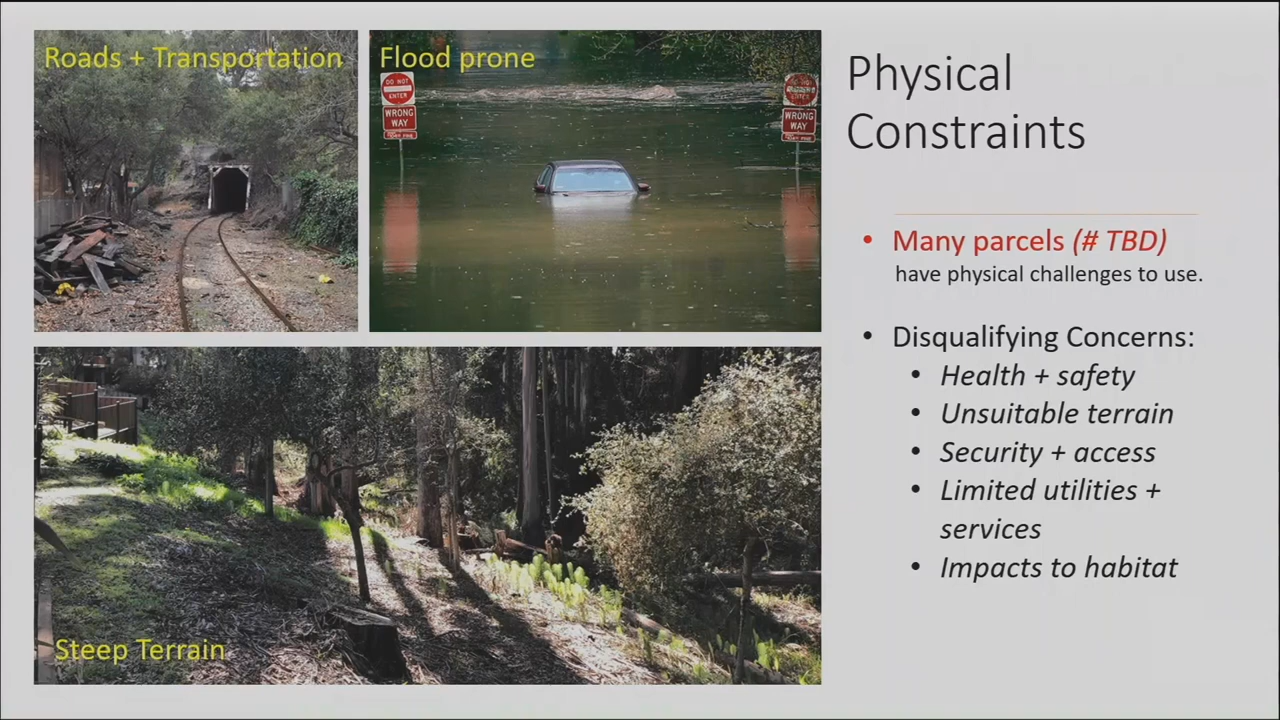 Roads + Transportation
Flood prone
DO NOT
ENTER
WRONG
WAY
WRONG
WAY
Steep Terrain
Physical
Constraints
• Many parcels (# TBD)
have physical challenges to use.
• Disqualifying Concerns:
• Health + safety
• Unsuitable terrain
• Security + access
• Limited utilities +
services
• Impacts to habitat